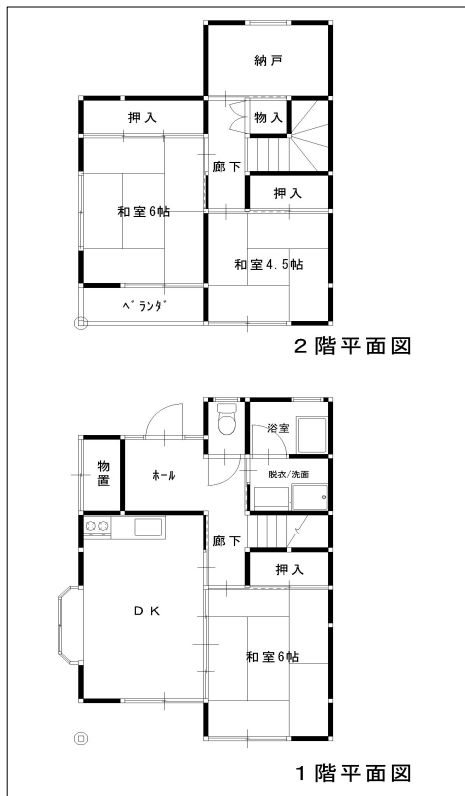 納戸
押入
物入
廊下
押入
和室6帖
和室4.5帖
ベランダ
2階平面図
浴室
物置
ホール
脱衣/洗面
廊下
押入
DK
和室6帖
1階平面図